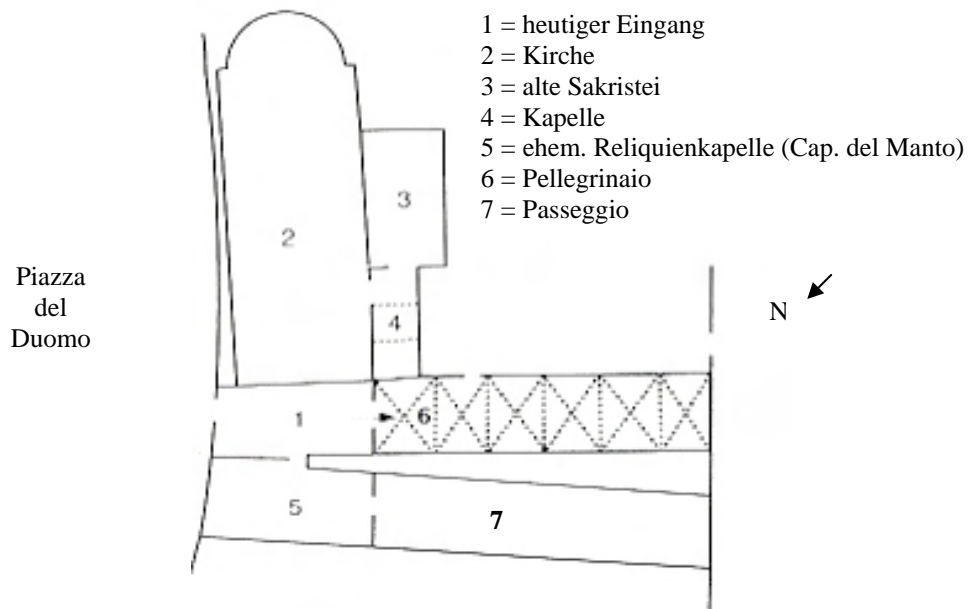 1 = heutiger Eingang
2 = Kirche
3 = alte Sakristei
4 = Kapelle
5 = ehem. Reliquienkapelle (Cap. del Manto)
6 = Pellegrinaio
7 = Passeggio
3
2
Piazza
del
Duomo
N
4
1
6
5
7